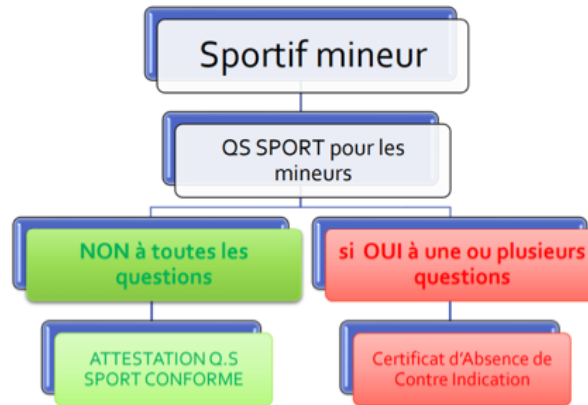 Sportif mineur
QS SPORT pour les
mineurs
NON à toutes les
questions
si OUI à une ou plusieurs
questions
ATTESTATION Q.S
SPORT CONFORME
Certificat d'Absence de
Contre Indication